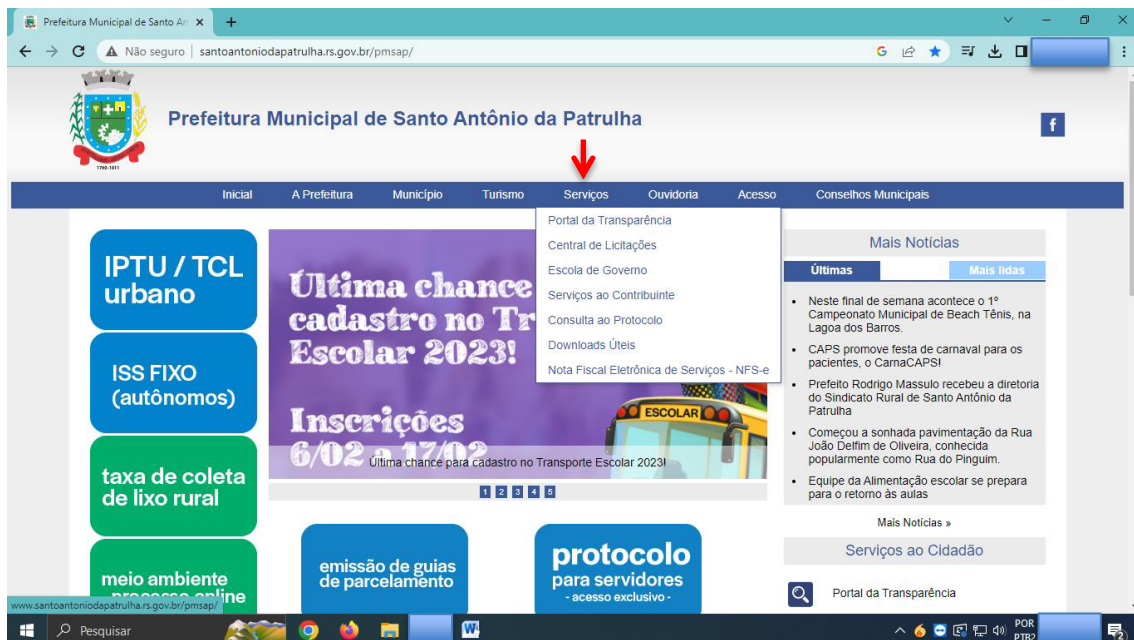 Prefeitura Municipal de Santo An
Não seguro
santoantoniodapatrulha.rs.gov.br/pmsap/
G
1760-1811
Prefeitura Municipal de Santo Antônio da Patrulha
f
Inicial A Prefeitura Município Turismo Serviços Ouvidoria Acesso Conselhos Municipais
Portal da Transparência
Central de Licitações
Escola de Governo
Serviços ao Contribuinte
Consulta ao Protocolo
Downloads Úteis
Nota Fiscal Eletrônica de Serviços - NFS-e
IPTU / TCL
urbano
ISS FIXO
(autônomos)
taxa de coleta
de lixo rural
meio ambiente
Última chance
cadastro no Tr
Escolar 2023!
Inscrições
6/02 a 17/02
ESCOLAR
Última chance para cadastro no Transporte Escolar 2023!
1 2 3 4 5
emissão de guias
de parcelamento
protocolo
para servidores
- acesso exclusivo -
Mais Notícias
Últimas Mais lidas
• Neste final de semana acontece o 1º
Campeonato Municipal de Beach Tênis, na
Lagoa dos Barros.
• CAPS promove festa de carnaval para os
pacientes, o CarnaCAPS!
• Prefeito Rodrigo Massulo recebeu a diretoria
do Sindicato Rural de Santo Antônio da
Patrulha
• Começou a sonhada pavimentação da Rua
João Delfim de Oliveira, conhecida
popularmente como Rua do Pinguim.
• Equipe da Alimentação escolar se prepara
para o retorno às aulas
Mais Notícias »
Serviços ao Cidadão
Portal da Transparência
www.santoantoniodapatrulha.rs.gov.br/pmsap/
Pesquisar
W
POR
PTB2
2